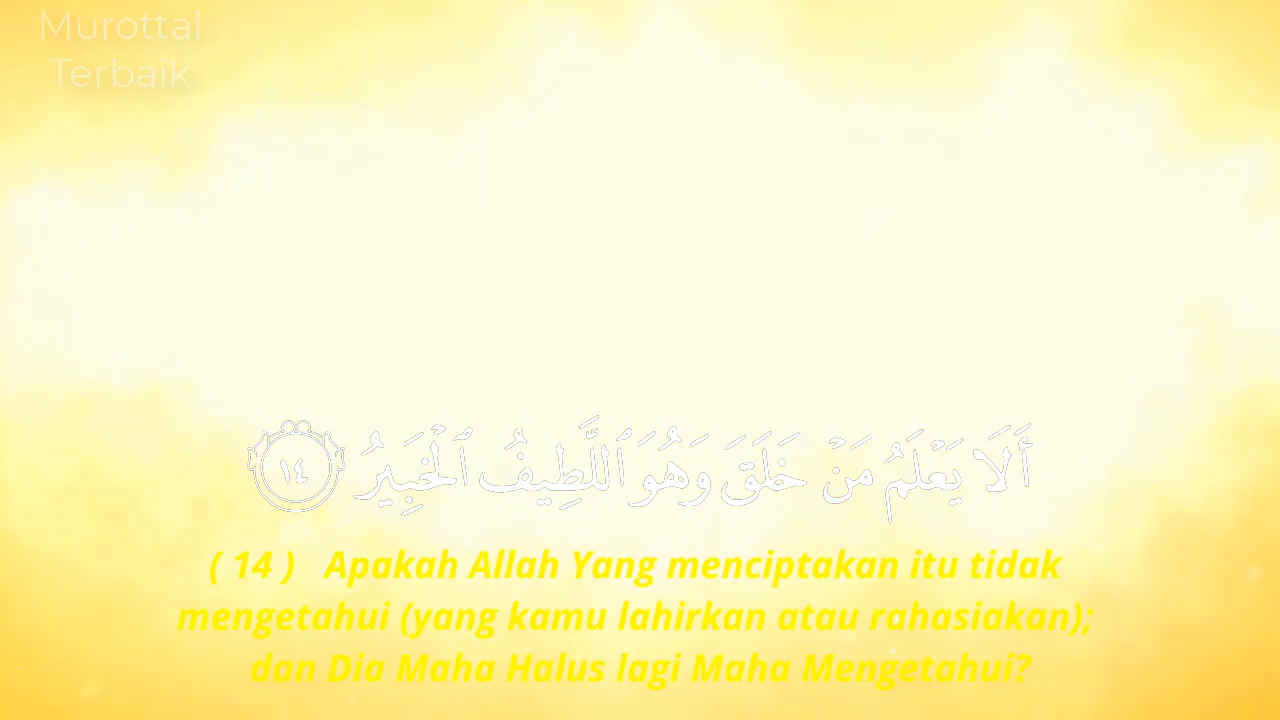 Murottal
Terbaik
أَلَا يَعْلَمُ مَنْ خَلَقَ وَهُوَ ٱللَّطِيفُ ٱلْخَبِيرُ ١٤
( 14 ) Apakah Allah Yang menciptakan itu tidak
mengetahui (yang kamu lahirkan atau rahasiakan);
dan Dia Maha Halus lagi Maha Mengetahui?